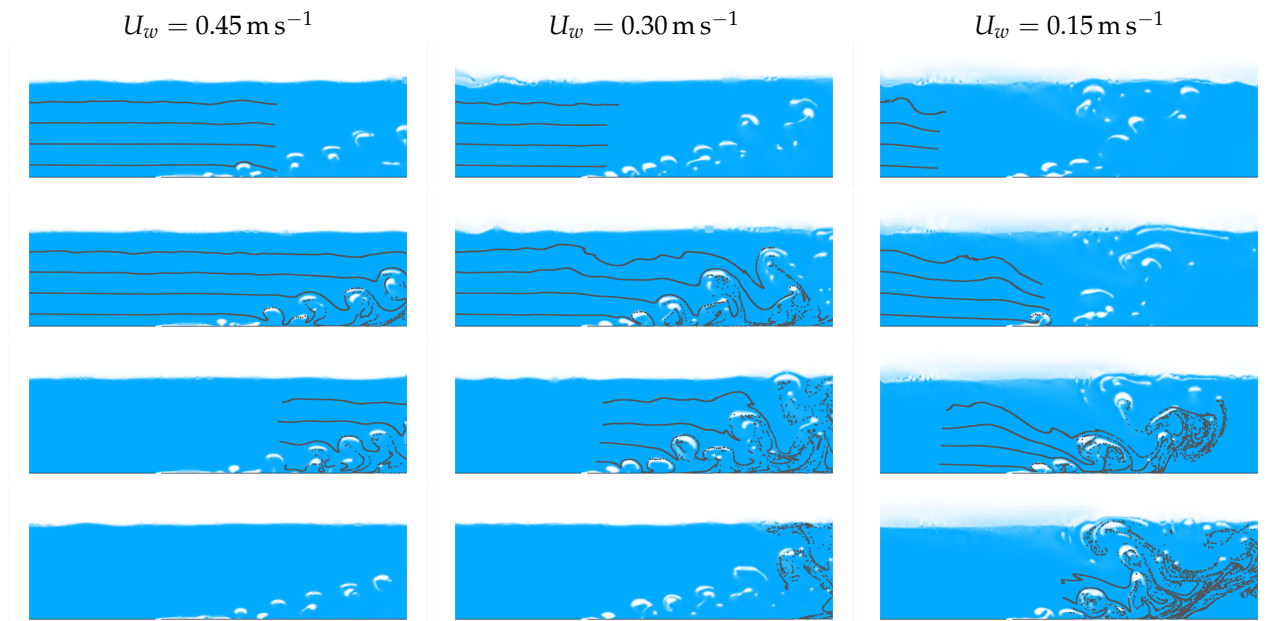 U_w = 0.45 m s⁻¹ U_w = 0.30 m s⁻¹ U_w = 0.15 m s⁻¹